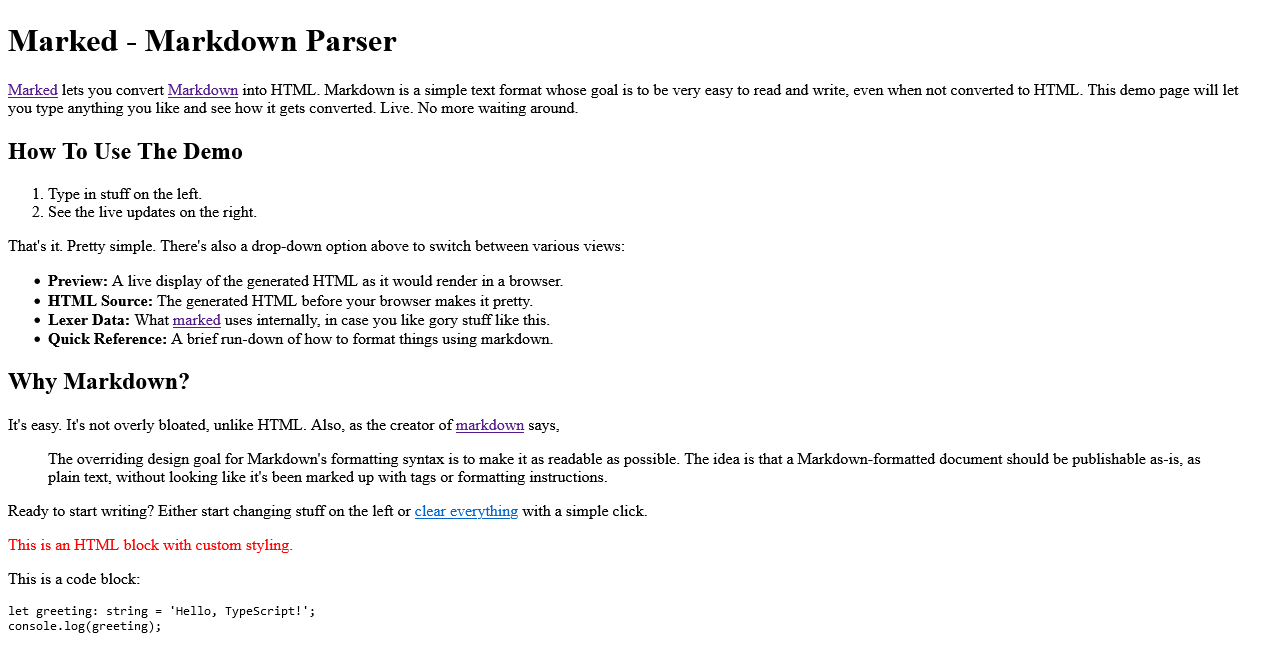 Marked - Markdown Parser
Marked lets you convert Markdown into HTML. Markdown is a simple text format whose goal is to be very easy to read and write, even when not converted to HTML. This demo page will let
you type anything you like and see how it gets converted. Live. No more waiting around.
How To Use The Demo
1. Type in stuff on the left.
2. See the live updates on the right.
That's it. Pretty simple. There's also a drop-down option above to switch between various views:
• Preview: A live display of the generated HTML as it would render in a browser.
• HTML Source: The generated HTML before your browser makes it pretty.
• Lexer Data: What marked uses internally, in case you like gory stuff like this.
• Quick Reference: A brief run-down of how to format things using markdown.
Why Markdown?
It's easy. It's not overly bloated, unlike HTML. Also, as the creator of markdown says,
The overriding design goal for Markdown's formatting syntax is to make it as readable as possible. The idea is that a Markdown-formatted document should be publishable as-is, as
plain text, without looking like it's been marked up with tags or formatting instructions.
Ready to start writing? Either start changing stuff on the left or clear everything with a simple click.
This is an HTML block with custom styling.
This is a code block:
let greeting: string = 'Hello, TypeScript!';
console.log(greeting);